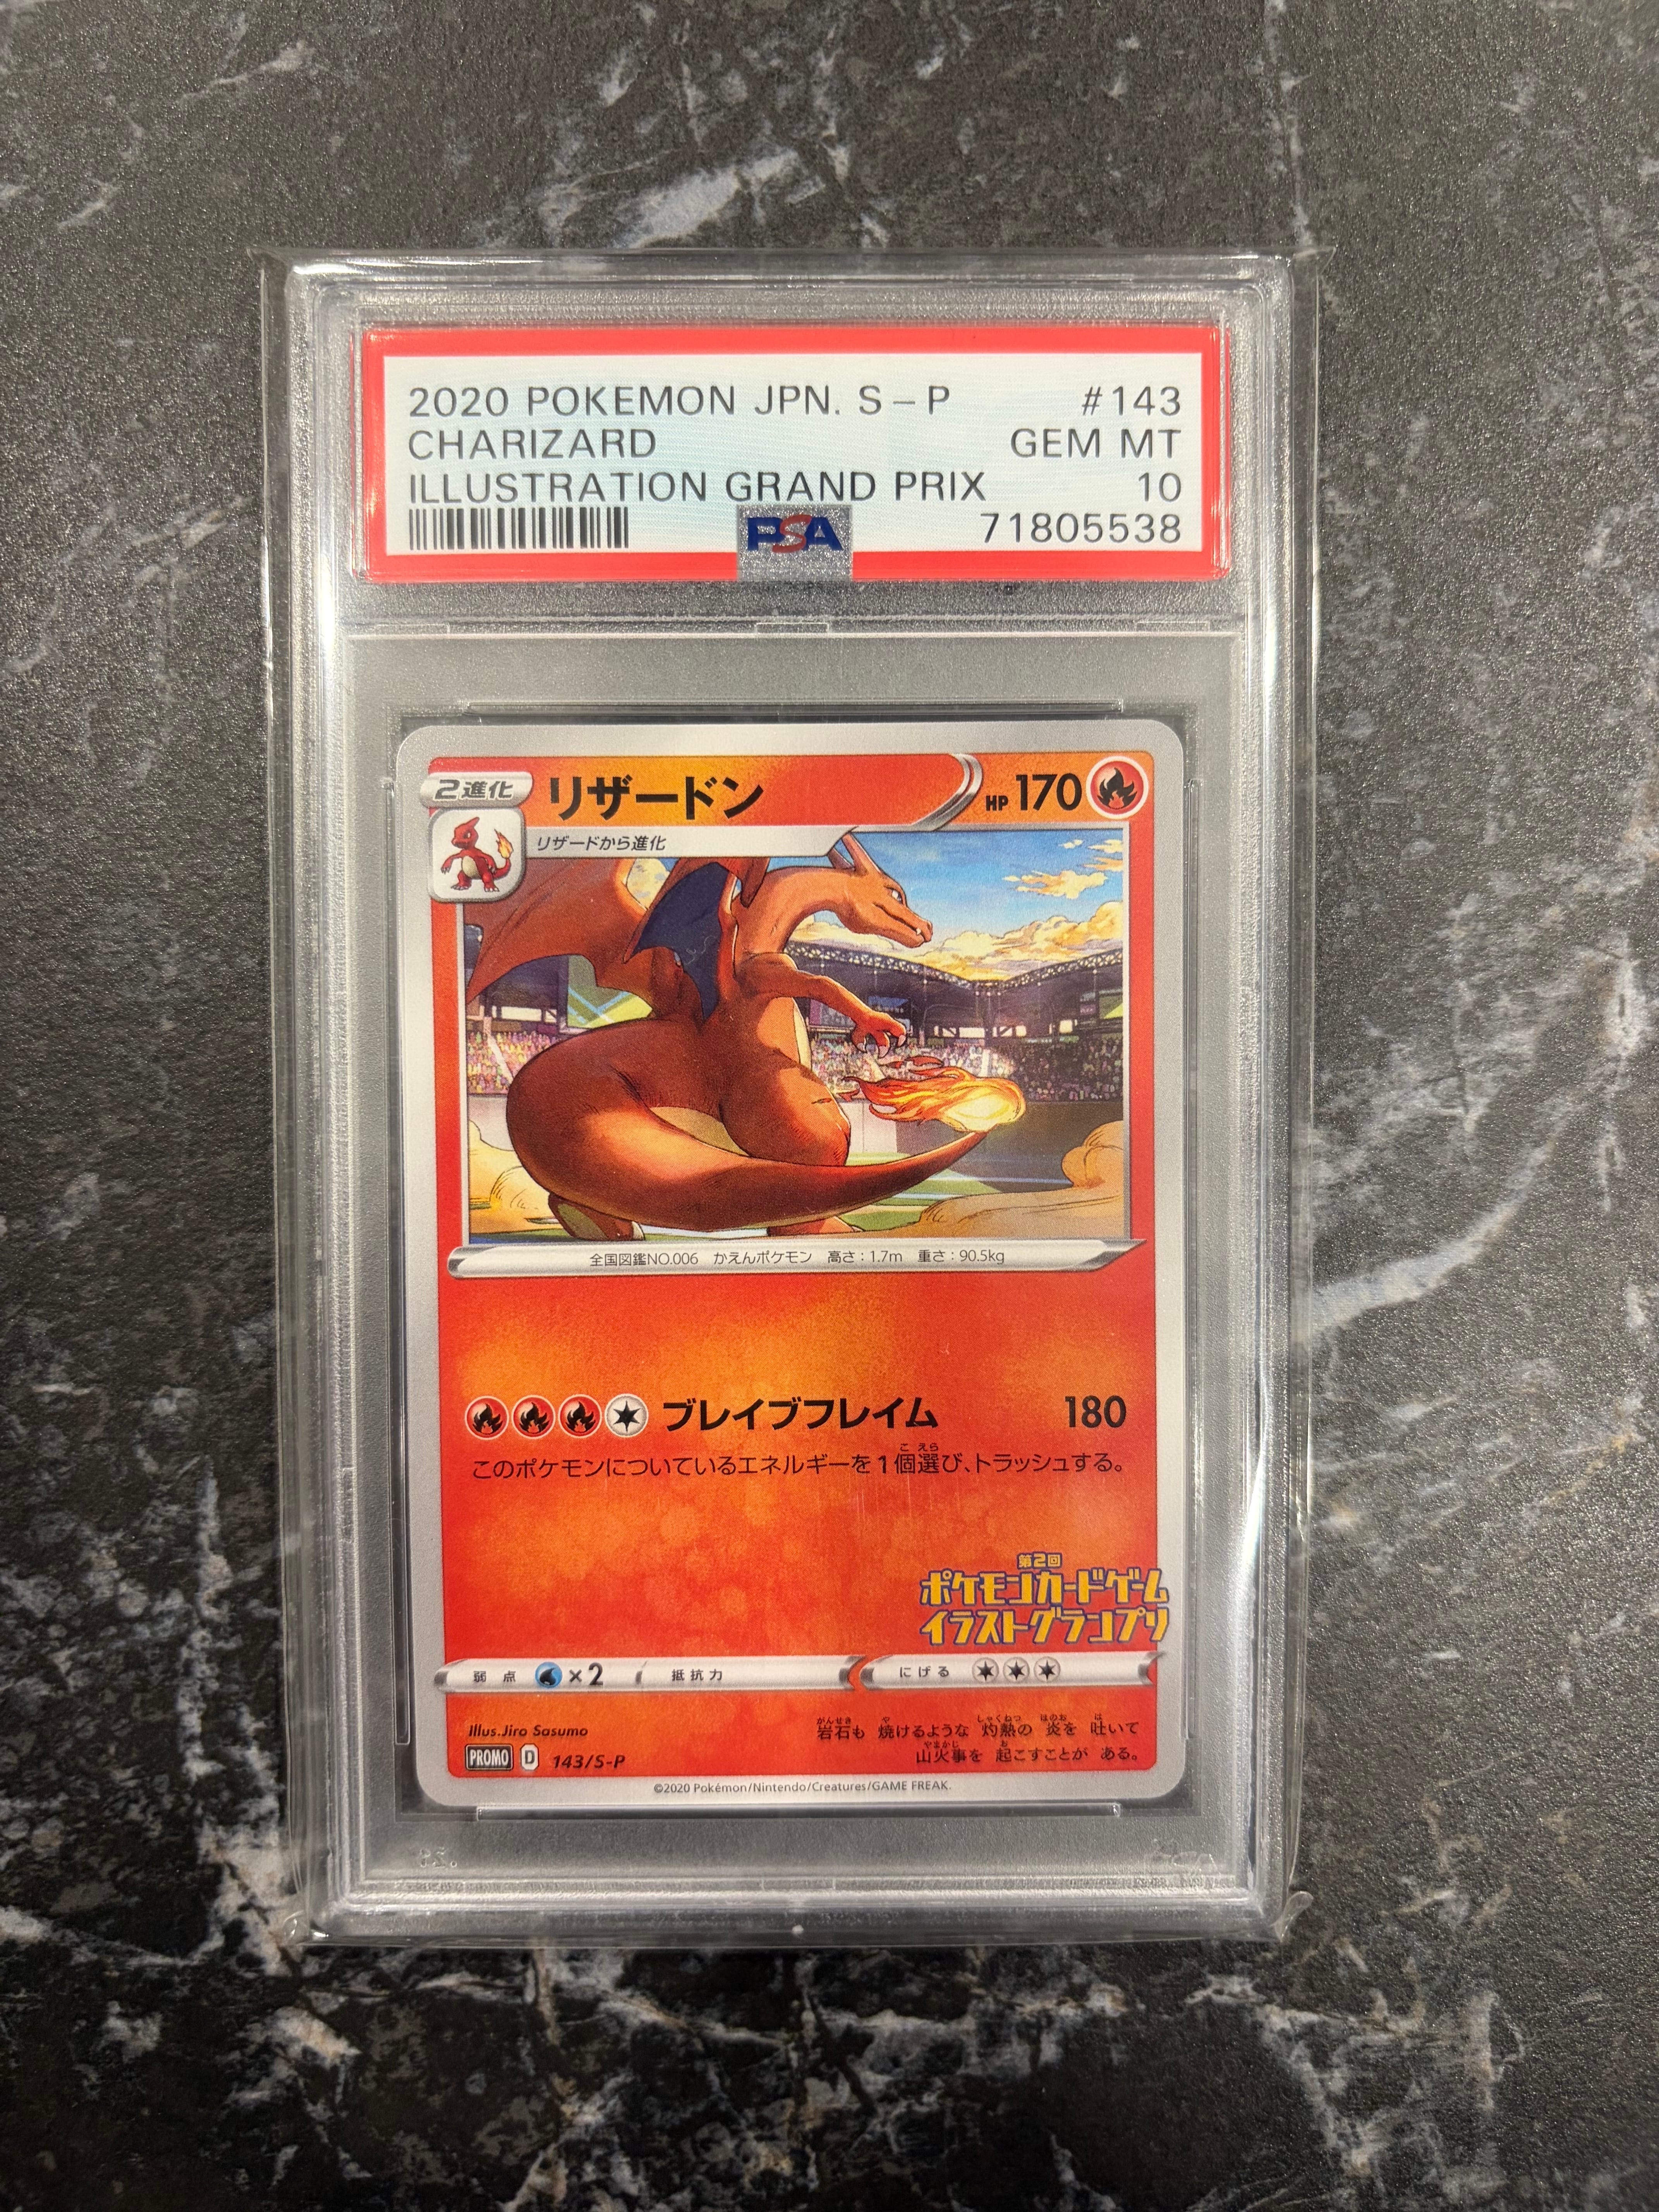 2020 POKEMON JPN. S-P #143
CHARIZARD GEM MT
ILLUSTRATION GRAND PRIX 10
PSA 71805538
2進化 リザードン HP 170
リザードから進化
全国図鑑NO.006 かえんポケモン 高さ:1.7m 重さ:90.5kg
ブレイブフレイム 180
このポケモンについているエネルギーを1個選び、トラッシュする。
第2回
ポケモンカードゲーム
イラストグランプリ
弱点 ×2 抵抗力 にげる
Illus.Jiro Sasumo
岩石も 焼けるような 灼熱の 炎を 吐いて
山火事を 起こすことが ある。
PROMO D 143/S-P
©2020 Pokémon/Nintendo/Creatures/GAME FREAK.